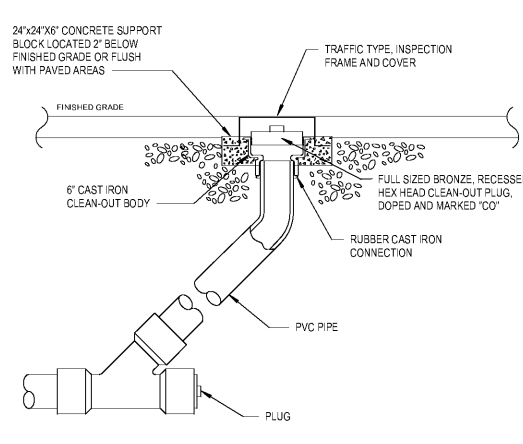 24"x24"X6" CONCRETE SUPPORT
BLOCK LOCATED 2" BELOW
FINISHED GRADE OR FLUSH
WITH PAVED AREAS
TRAFFIC TYPE, INSPECTION
FRAME AND COVER
FINISHED GRADE
6" CAST IRON
CLEAN-OUT BODY
FULL SIZED BRONZE, RECESSE
HEX HEAD CLEAN-OUT PLUG,
DOPED AND MARKED "CO"
RUBBER CAST IRON
CONNECTION
PVC PIPE
PLUG